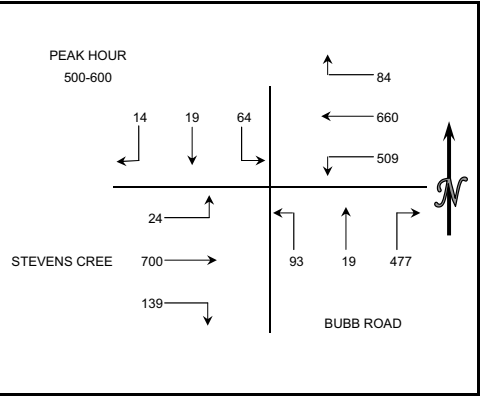 PEAK HOUR
500-600
84
14 19 64
660
509
24
STEVENS CREE 700
93 19 477
139
BUBB ROAD
N